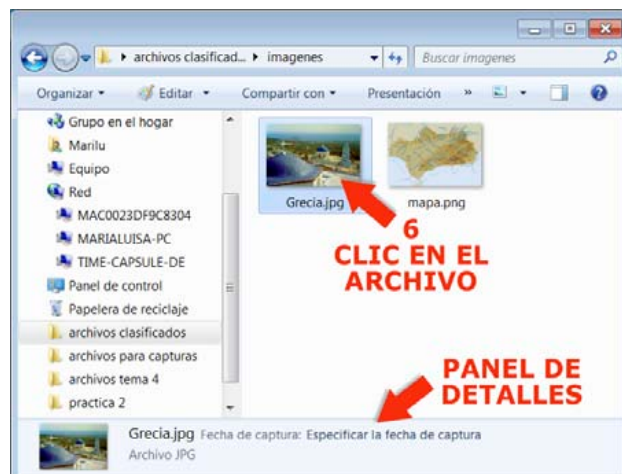 archivos clasificad... imagenes
Buscar imagenes
Organizar Editar Compartir con Presentación »
Grupo en el hogar
Marilu
Equipo
Red
MAC0023DF9C8304
MARIALUISA-PC
TIME-CAPSULE-DE
Panel de control
Papelera de reciclaje
archivos clasificados
archivos para capturas
archivos tema 4
practica 2
Grecia.jpg
mapa.png
6
CLIC EN EL
ARCHIVO
PANEL DE
DETALLES
Grecia.jpg Fecha de captura: Especificar la fecha de captura
Archivo JPG